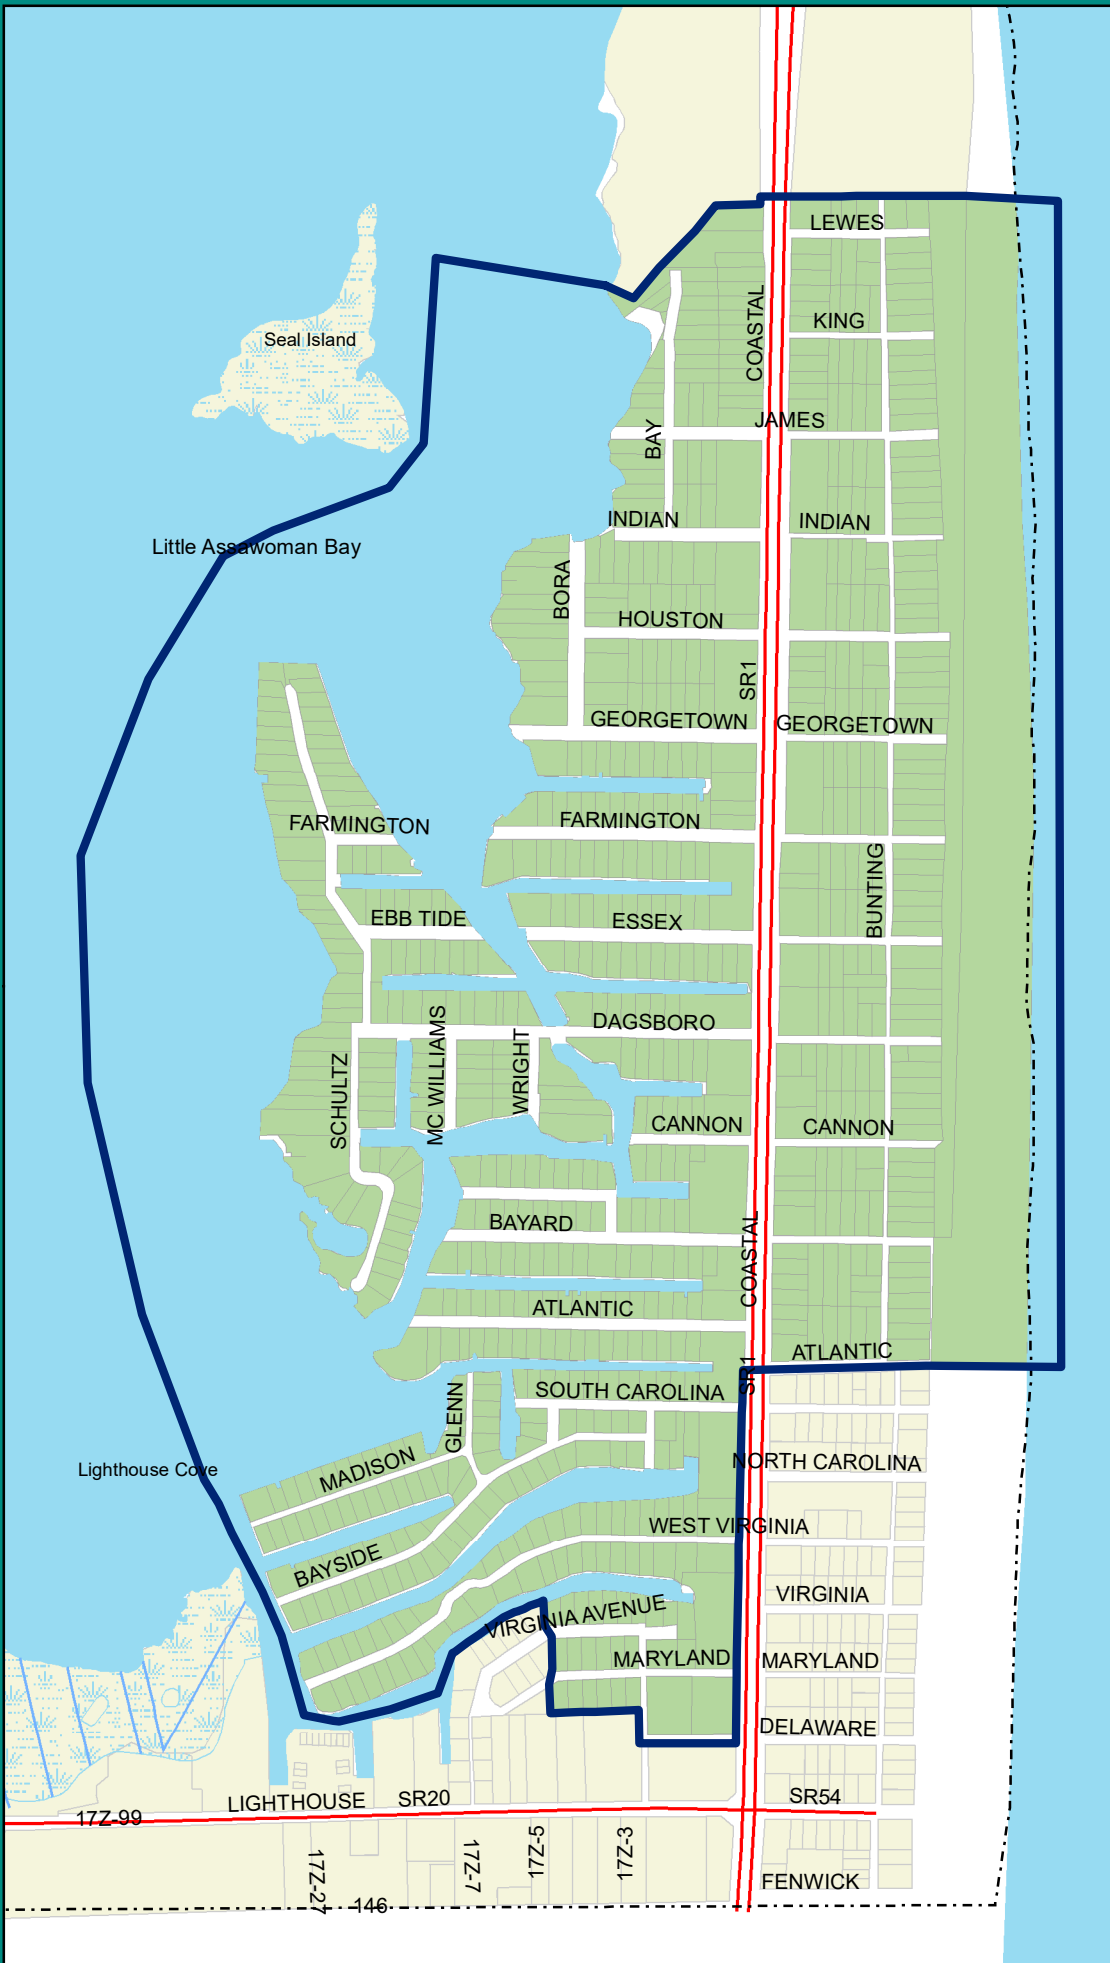 LEWES
COASTAL
KING
Seal Island
JAMES
BAY
INDIAN
INDIAN
Little Assawoman Bay
BORA
HOUSTON
SR1
GEORGETOWN
GEORGETOWN
FARMINGTON
FARMINGTON
BUNTING
EBB TIDE
ESSEX
DAGSBORO
MC WILLIAMS
WRIGHT
SCHULTZ
CANNON
CANNON
BAYARD
COASTAL
ATLANTIC
ATLANTIC
SR1
SOUTH CAROLINA
GLENN
NORTH CAROLINA
MADISON
Lighthouse Cove
WEST VIRGINIA
BAYSIDE
VIRGINIA
VIRGINIA AVENUE
MARYLAND
MARYLAND
DELAWARE
SR54
SR20
LIGHTHOUSE
17Z-99
17Z-27
17Z-7
17Z-5
17Z-3
FENWICK
146